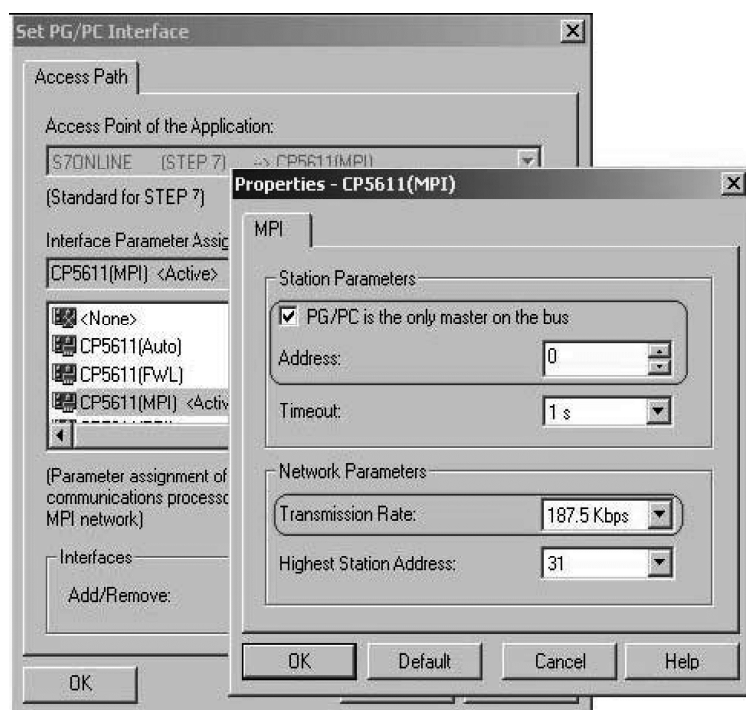 Set PG/PC Interface
Access Path
Access Point of the Application:
S7ONLINE (STEP 7) --> CP5611(MPI)
(Standard for STEP 7)
Interface Parameter Assig
CP5611(MPI) <Active>
<None>
CP5611(Auto)
CP5611(FWL)
CP5611(MPI) <Activ
(Parameter assignment of
communications processo
MPI network)
Interfaces
Add/Remove:
OK
Properties - CP5611(MPI)
MPI
Station Parameters
PG/PC is the only master on the bus
Address: 0
Timeout: 1 s
Network Parameters
Transmission Rate: 187.5 Kbps
Highest Station Address: 31
OK Default Cancel Help